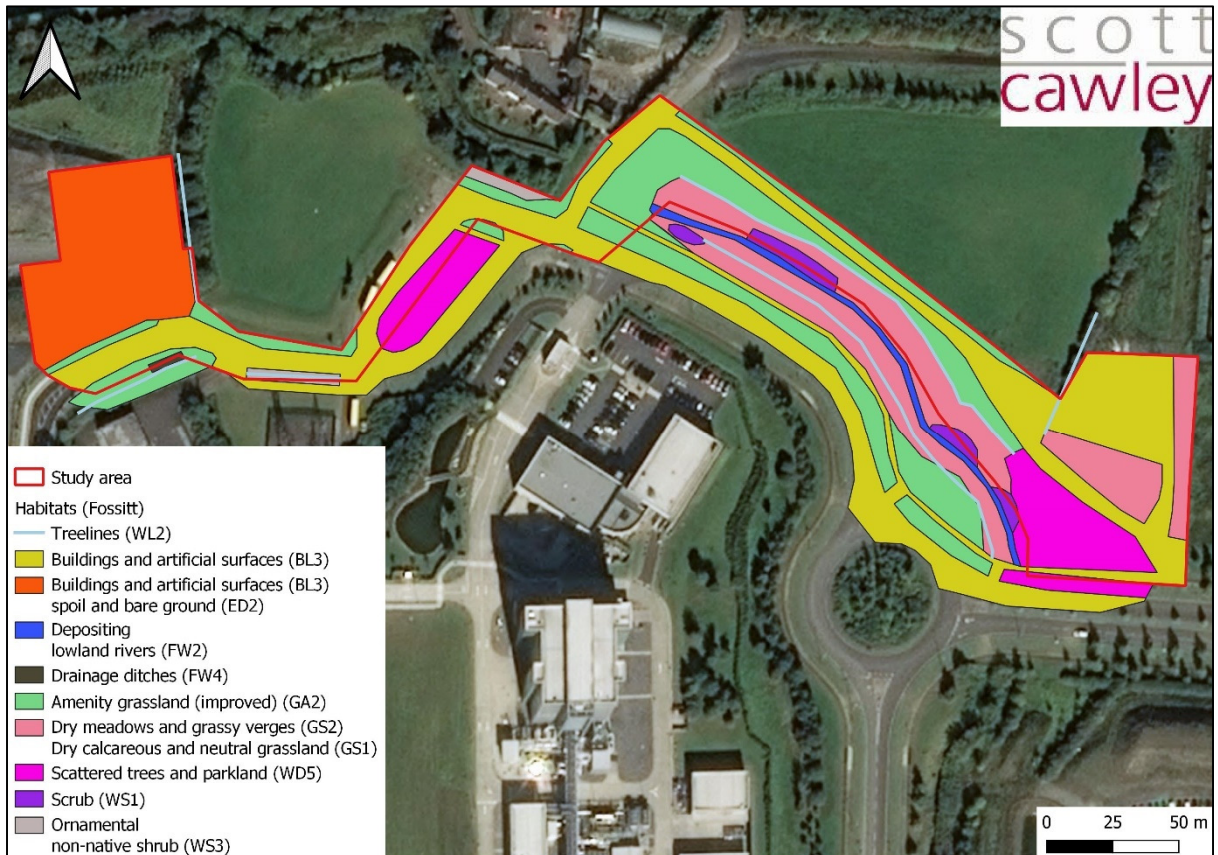 scott
cawley
Study area
Habitats (Fossitt)
Treelines (WL2)
Buildings and artificial surfaces (BL3)
Buildings and artificial surfaces (BL3)
spoil and bare ground (ED2)
Depositing
lowland rivers (FW2)
Drainage ditches (FW4)
Amenity grassland (improved) (GA2)
Dry meadows and grassy verges (GS2)
Dry calcareous and neutral grassland (GS1)
Scattered trees and parkland (WD5)
Scrub (WS1)
Ornamental
non-native shrub (WS3)
0 25 50 m